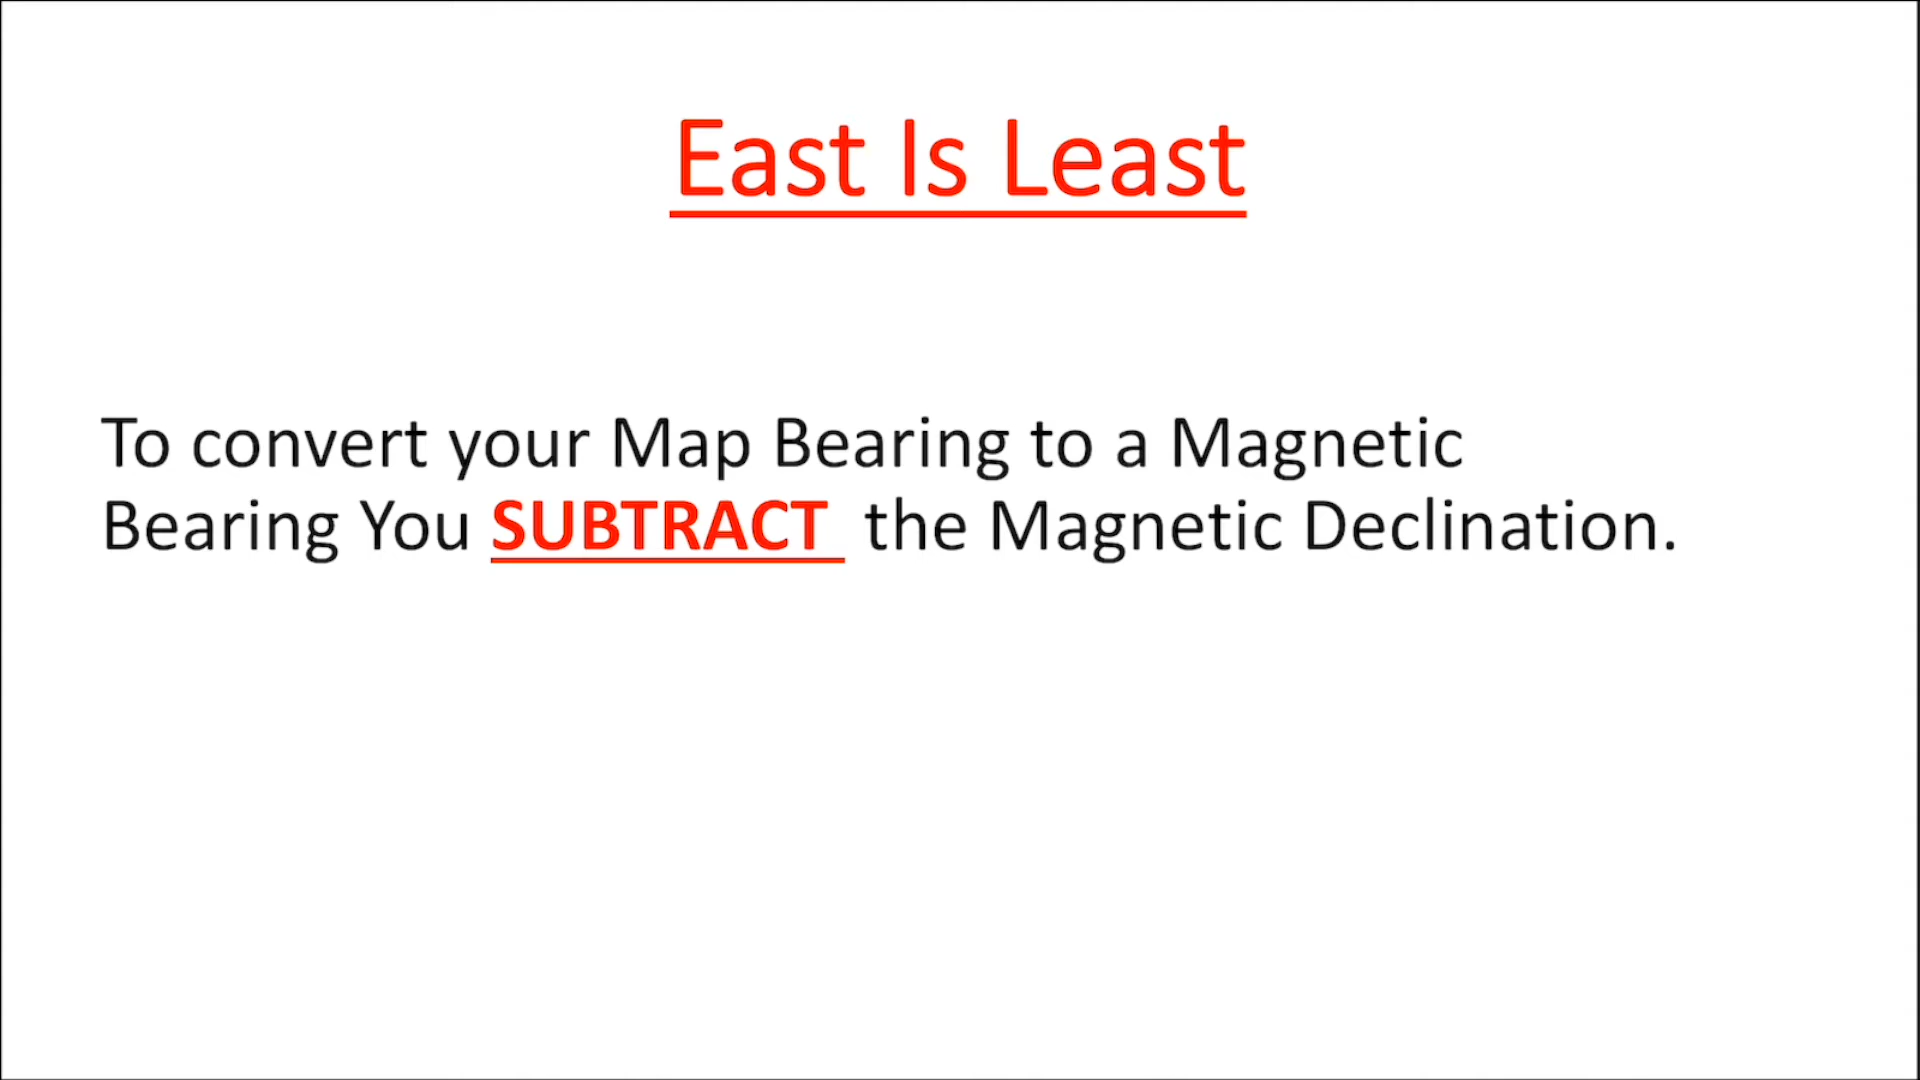 East Is Least
To convert your Map Bearing to a Magnetic
Bearing You SUBTRACT the Magnetic Declination.